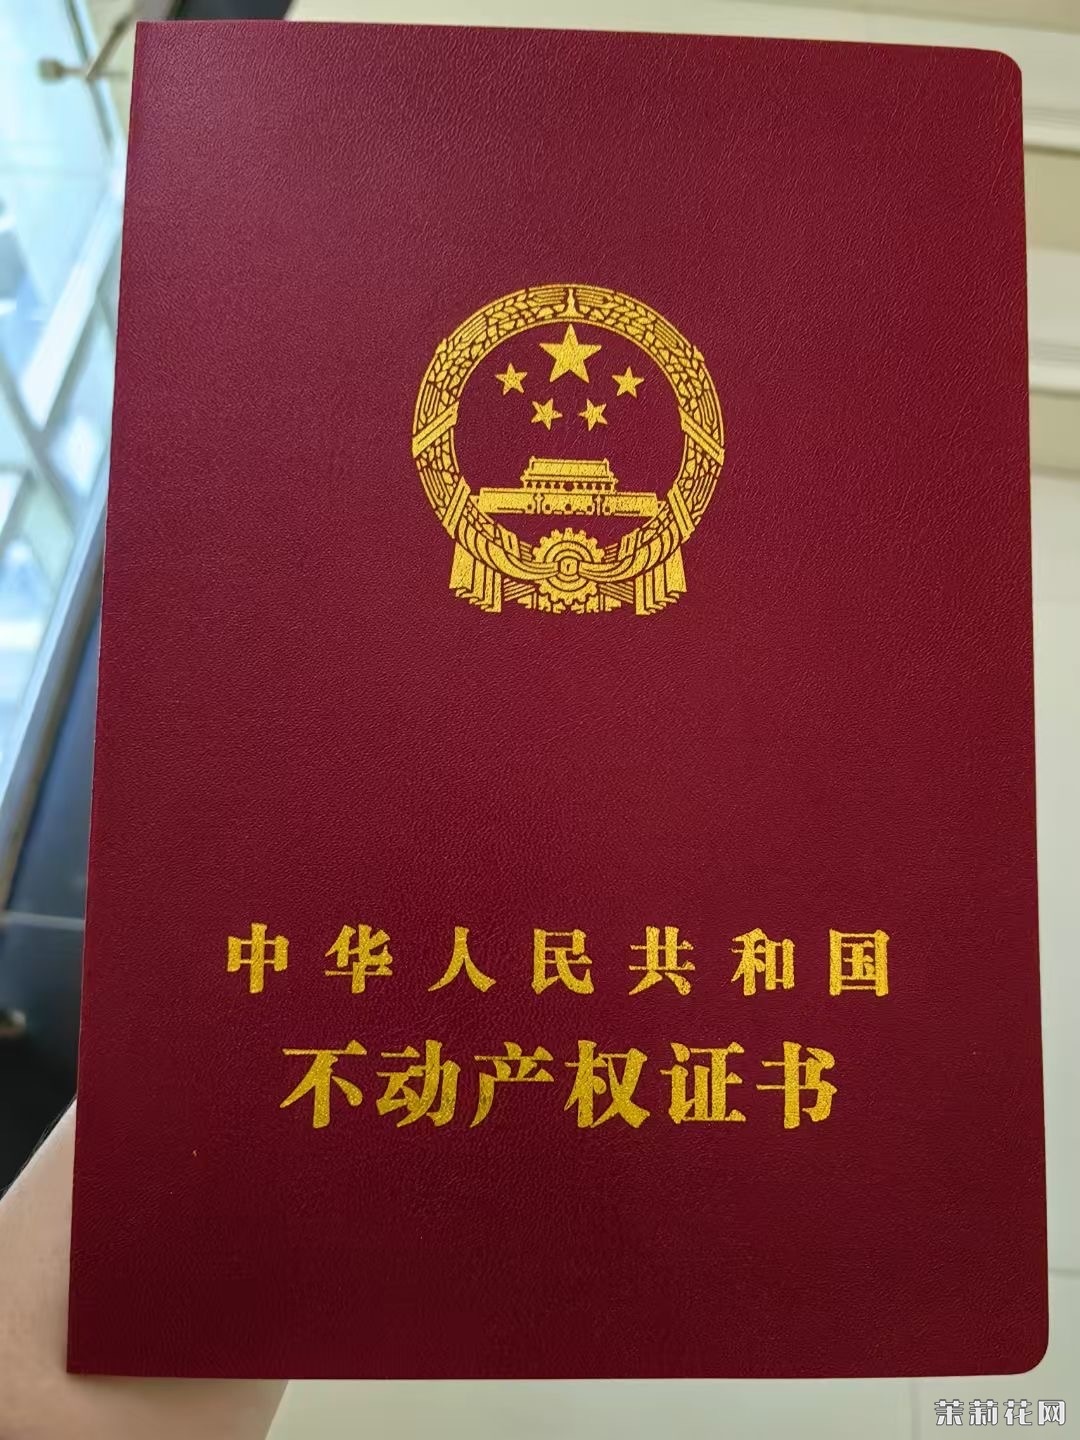 中华人民共和国
不动产权证书
茉莉花网